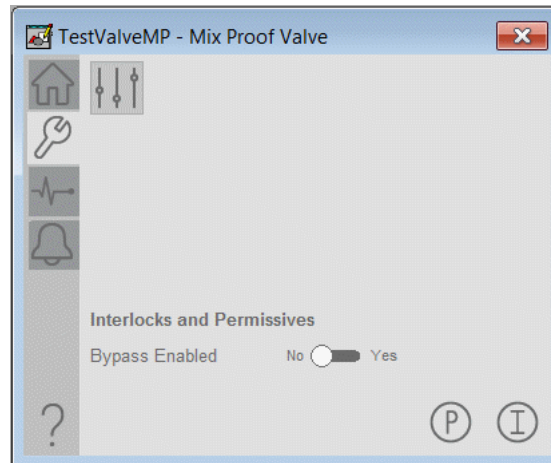 TestValveMP - Mix Proof Valve
Interlocks and Permissives
Bypass Enabled No Yes
? P I